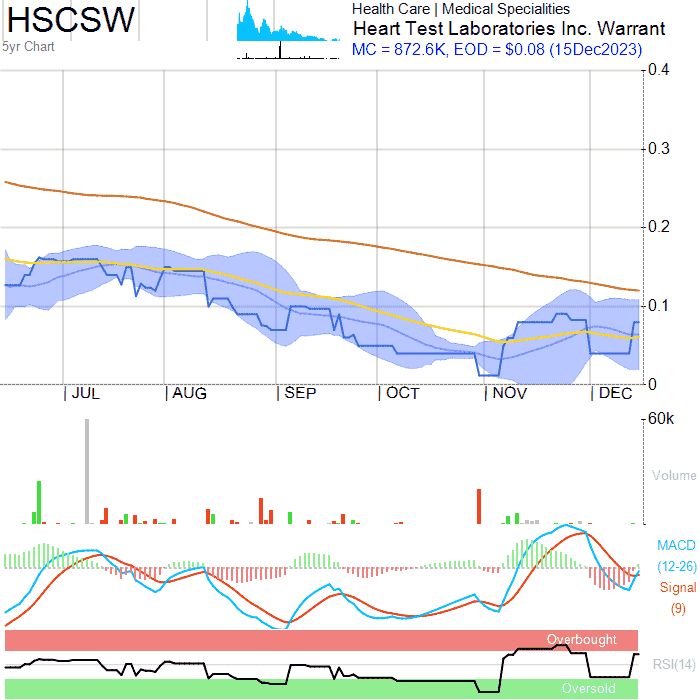 HSCSW
5yr Chart
Health Care | Medical Specialities
Heart Test Laboratories Inc. Warrant
MC = 872.6K, EOD = $0.08 (15Dec2023)
0.4
0.3
0.2
0.1
0
JUL
AUG
SEP
OCT
NOV
DEC
60k
Volume
MACD
(12-26)
Signal
(9)
Overbought
RSI(14)
Oversold